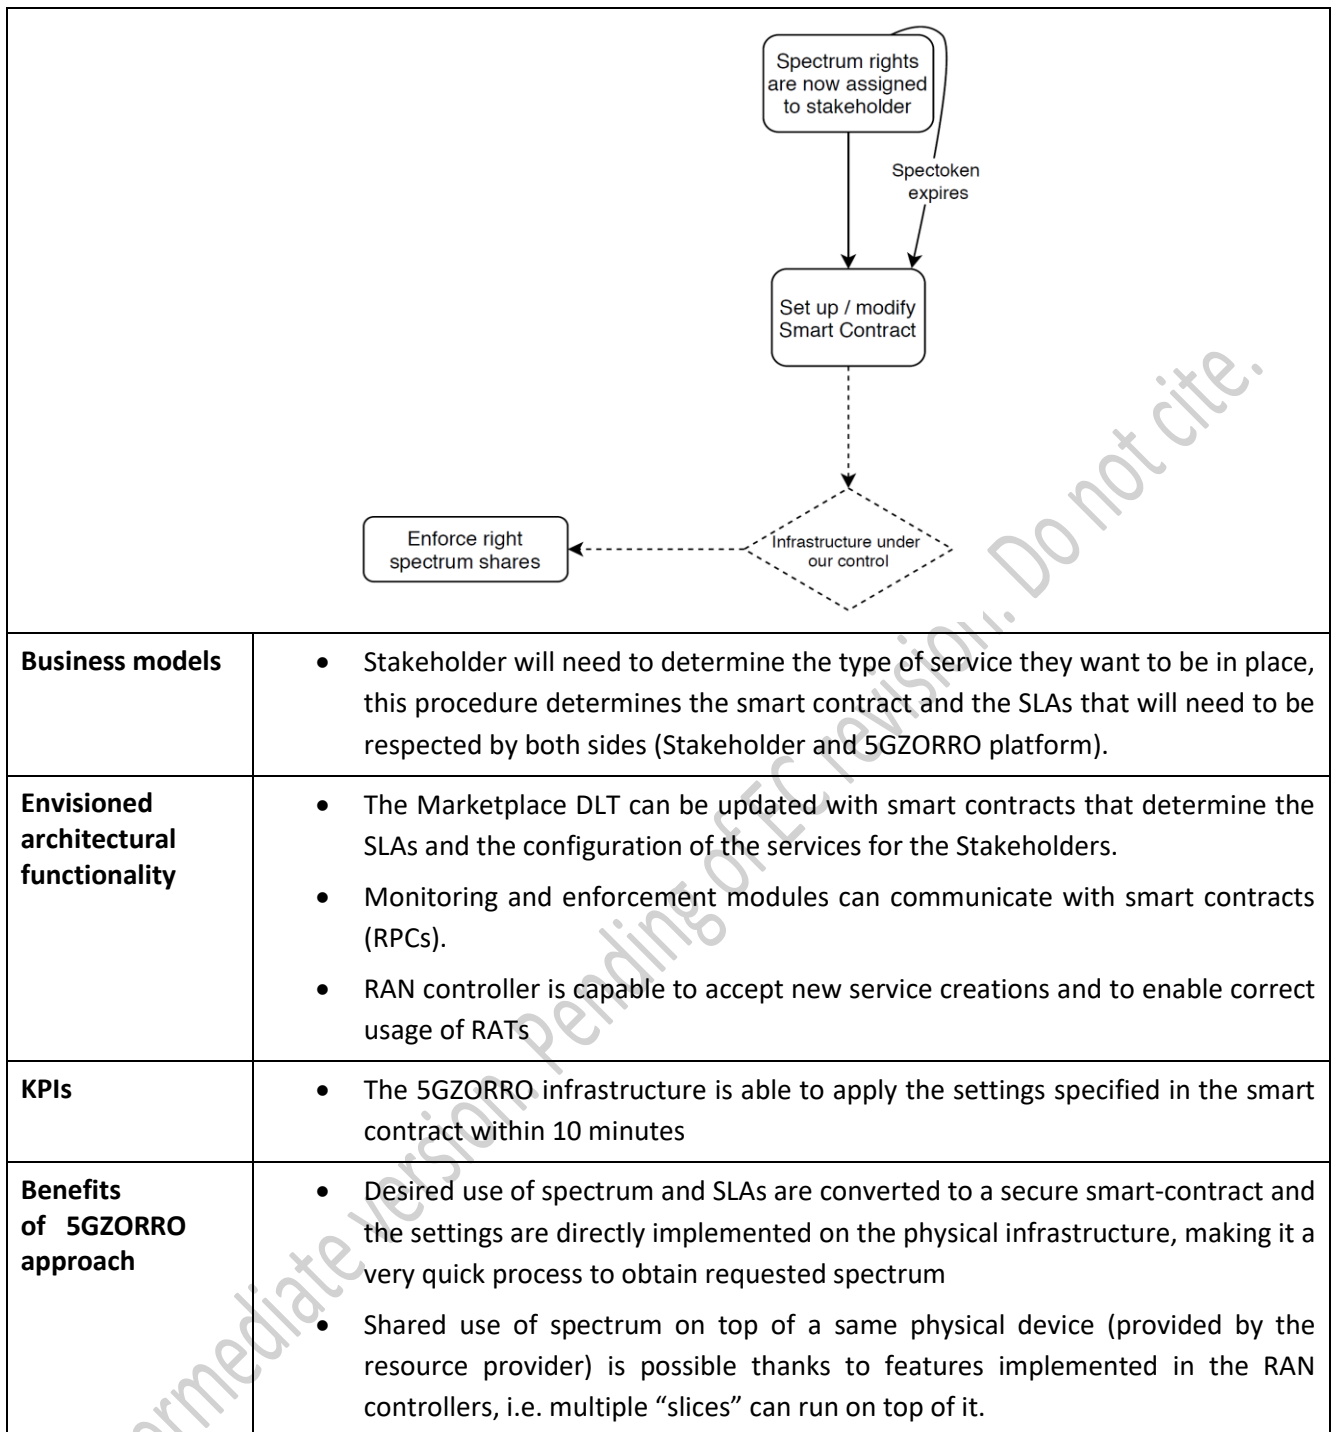 Spectrum rights
are now assigned
to stakeholder
Spectoken
expires
Set up / modify
Smart Contract
Infrastructure under
our control
Enforce right
spectrum shares
Business models
• Stakeholder will need to determine the type of service they want to be in place,
this procedure determines the smart contract and the SLAs that will need to be
respected by both sides (Stakeholder and 5GZORRO platform).
Envisioned
architectural
functionality
• The Marketplace DLT can be updated with smart contracts that determine the
SLAs and the configuration of the services for the Stakeholders.
• Monitoring and enforcement modules can communicate with smart contracts
(RPCs).
• RAN controller is capable to accept new service creations and to enable correct
usage of RATs
KPIs
• The 5GZORRO infrastructure is able to apply the settings specified in the smart
contract within 10 minutes
Benefits
of 5GZORRO
approach
• Desired use of spectrum and SLAs are converted to a secure smart-contract and
the settings are directly implemented on the physical infrastructure, making it a
very quick process to obtain requested spectrum
• Shared use of spectrum on top of a same physical device (provided by the
resource provider) is possible thanks to features implemented in the RAN
controllers, i.e. multiple “slices” can run on top of it.
ermediate version. Pending of EC revision. Do not cite.